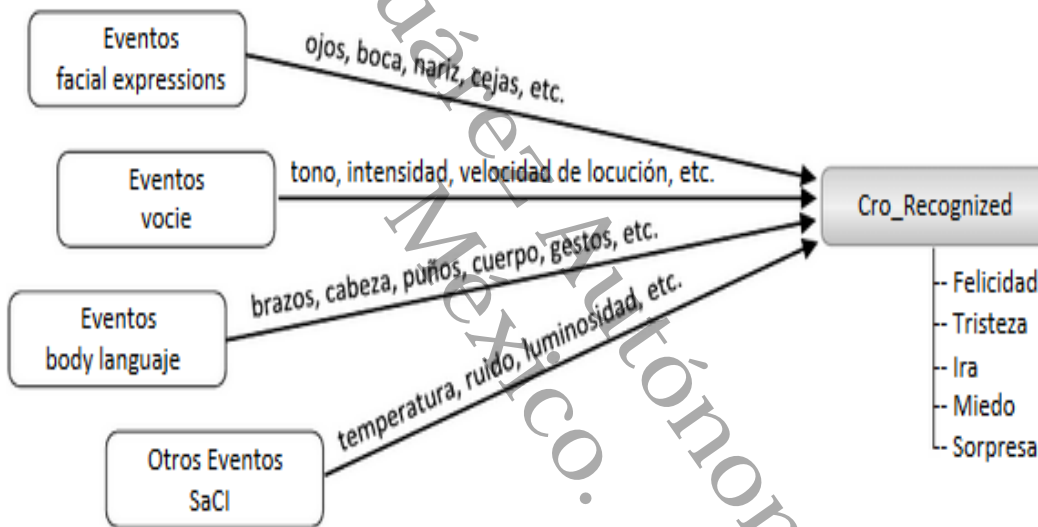 Eventos
facial expressions
ojos, boca, nariz, cejas, etc.
Eventos
vocie
tono, intensidad, velocidad de locución, etc.
Cro_Recognized
Eventos
body languaje
brazos, cabeza, puños, cuerpo, gestos, etc.
Otros Eventos
SaCI
temperatura, ruido, luminosidad, etc.
-- Felicidad
-- Tristeza
-- Ira
-- Miedo
-- Sorpresa
México.